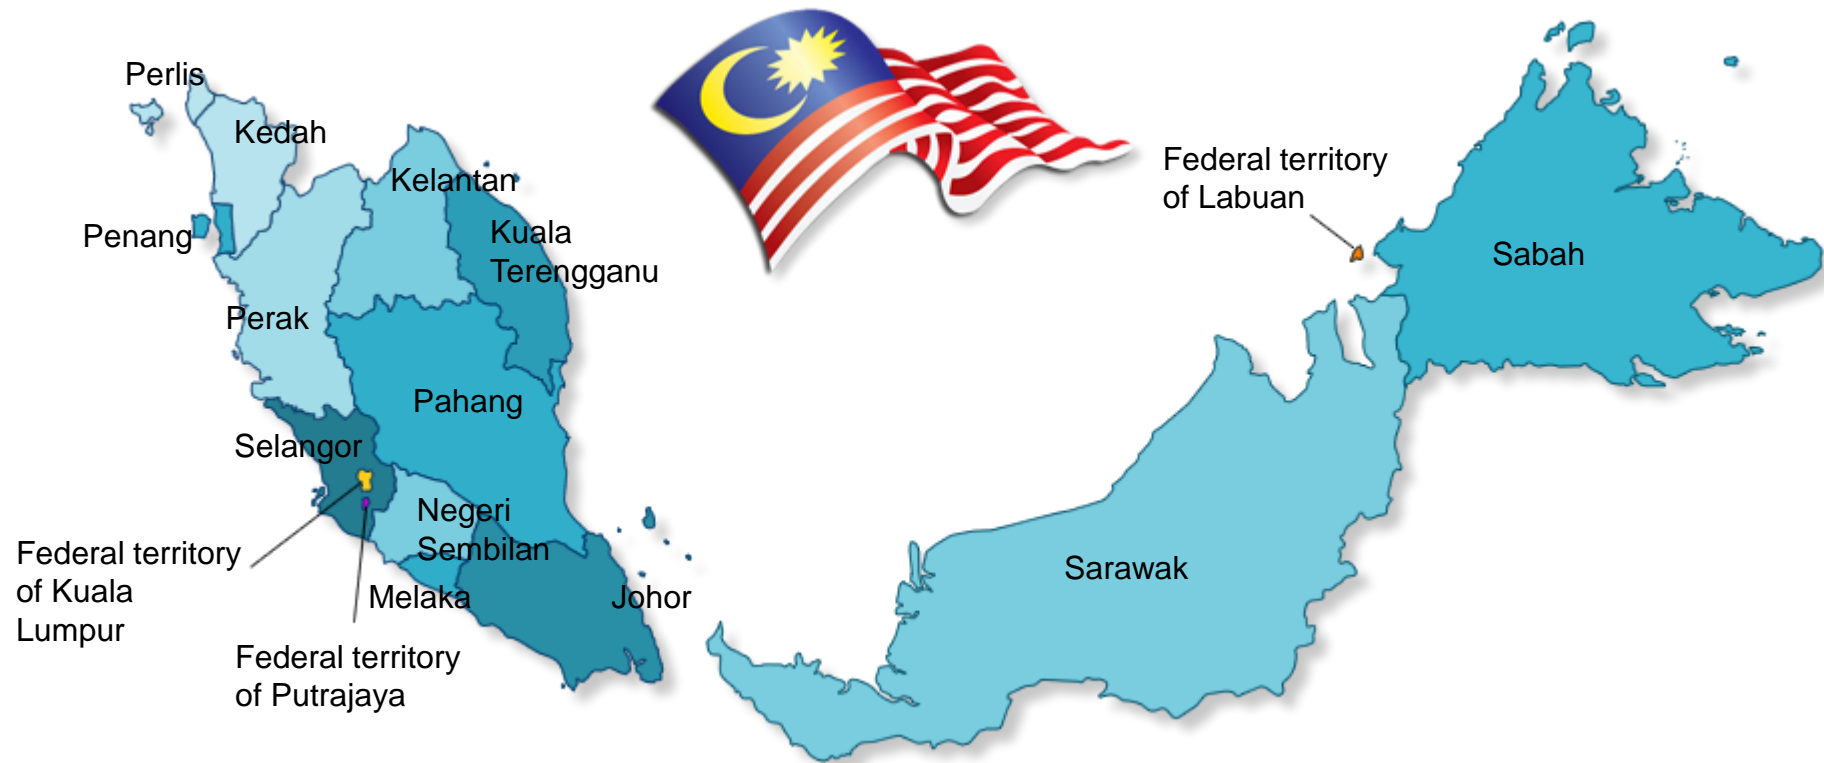 Perlis
Kedah
Kelantan
Penang
Kuala
Terengganu
Perak
Pahang
Selangor
Negeri
Sembilan
Melaka
Johor
Federal territory
of Kuala
Lumpur
Federal territory
of Putrajaya
Federal territory
of Labuan
Sabah
Sarawak